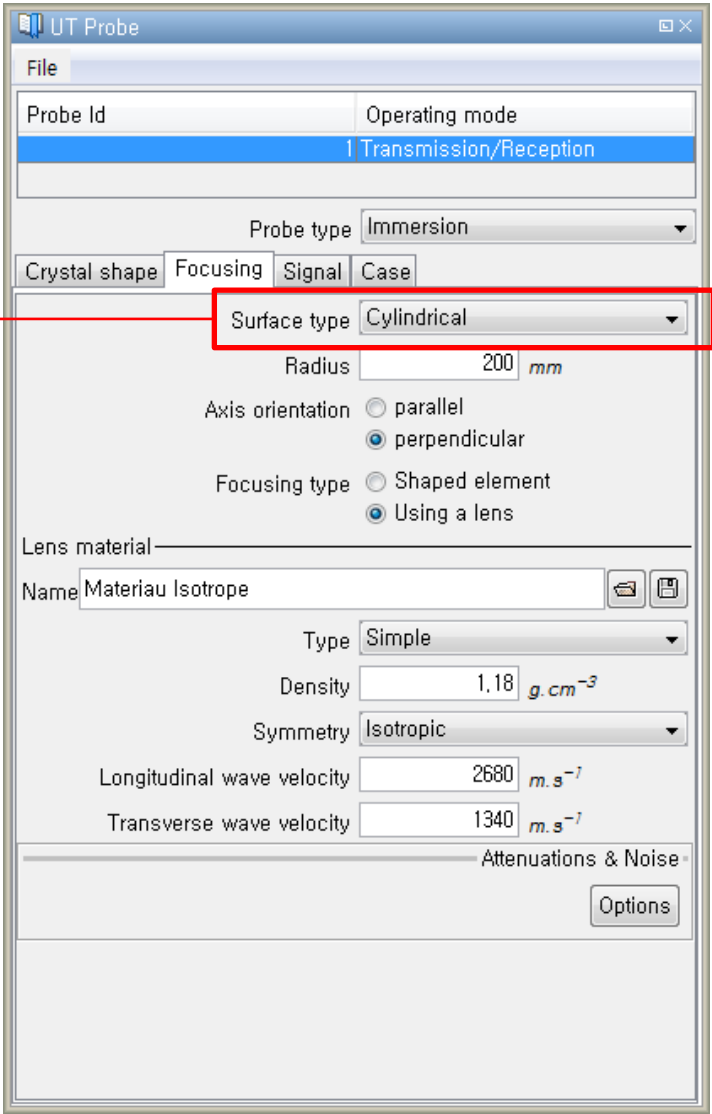 UT Probe
File
Probe Id Operating mode
1 Transmission/Reception
Probe type Immersion
Crystal shape Focusing Signal Case
Surface type Cylindrical
Radius 200 mm
Axis orientation parallel
perpendicular
Focusing type Shaped element
Using a lens
Lens material
Name Materiau Isotrope
Type Simple
Density 1,18 g.cm⁻³
Symmetry Isotropic
Longitudinal wave velocity 2680 m.s⁻¹
Transverse wave velocity 1340 m.s⁻¹
Attenuations & Noise
Options